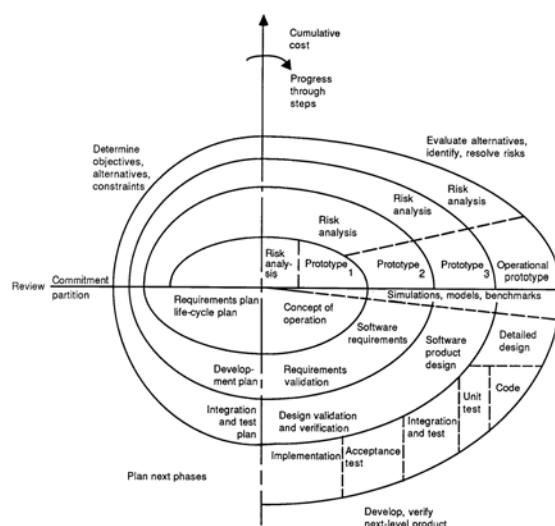 Cumulative
cost
Progress
through
steps
Determine
objectives,
alternatives,
constraints
Evaluate alternatives,
identify, resolve risks
Risk
analysis
Risk
analysis
Risk
analysis
Risk
analy-
sis
Prototype
1
Prototype
2
Prototype
3
Operational
prototype
Review
Commitment
partition
Simulations, models, benchmarks
Requirements plan
life-cycle plan
Concept of
operation
Software
requirements
Software
product
design
Detailed
design
Develop-
ment plan
Requirements
validation
Integration
and test
plan
Design validation
and verification
Code
Unit
test
Integration
and test
Acceptance
test
Implementation
Plan next phases
Develop, verify
next-level product